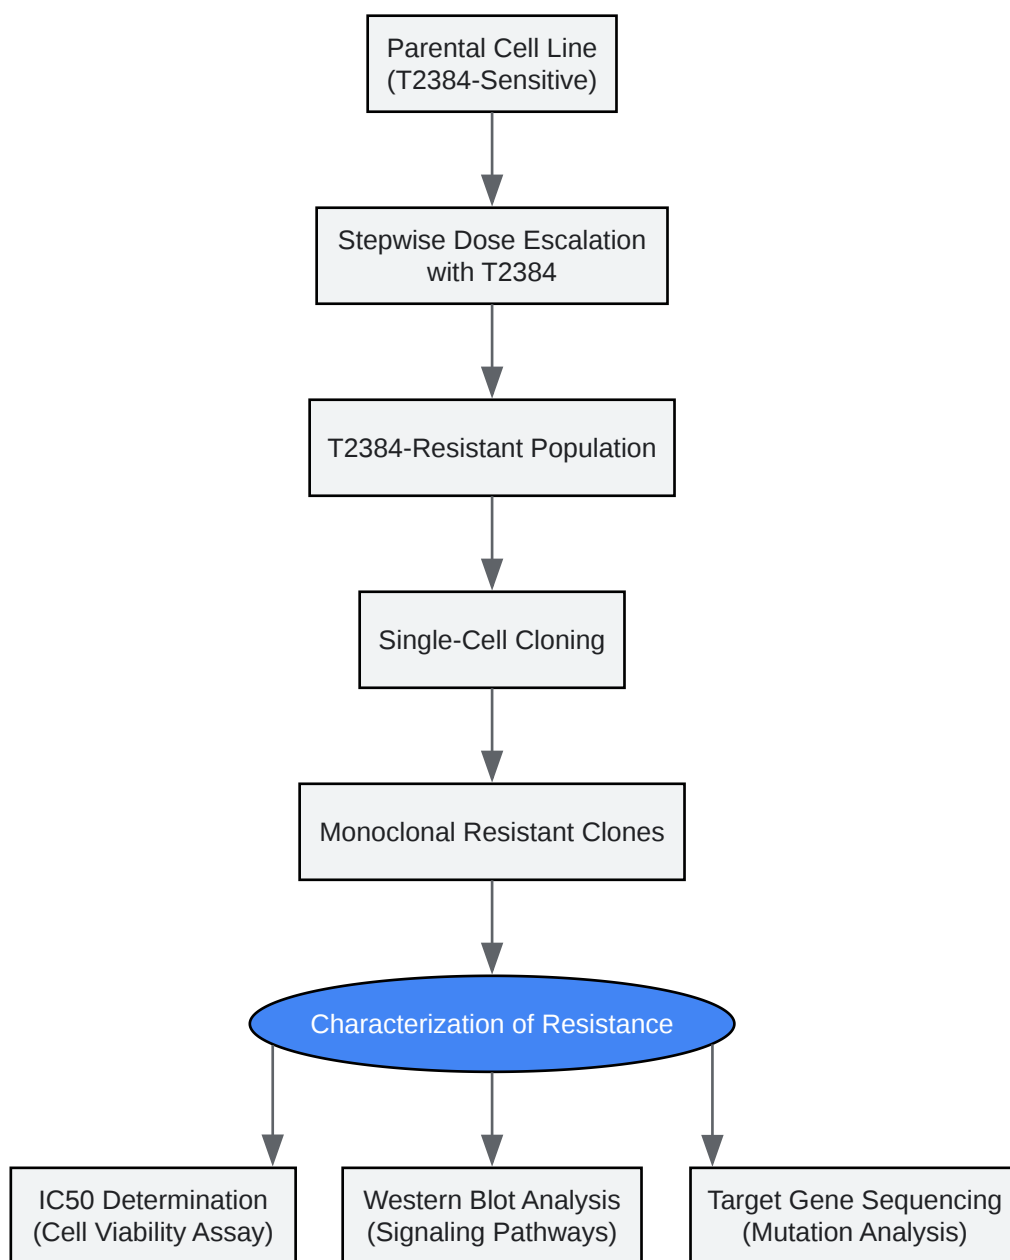 Parental Cell Line
(T2384-Sensitive)
Stepwise Dose Escalation
with T2384
T2384-Resistant Population
Single-Cell Cloning
Monoclonal Resistant Clones
Characterization of Resistance
IC50 Determination
(Cell Viability Assay)
Western Blot Analysis
(Signaling Pathways)
Target Gene Sequencing
(Mutation Analysis)